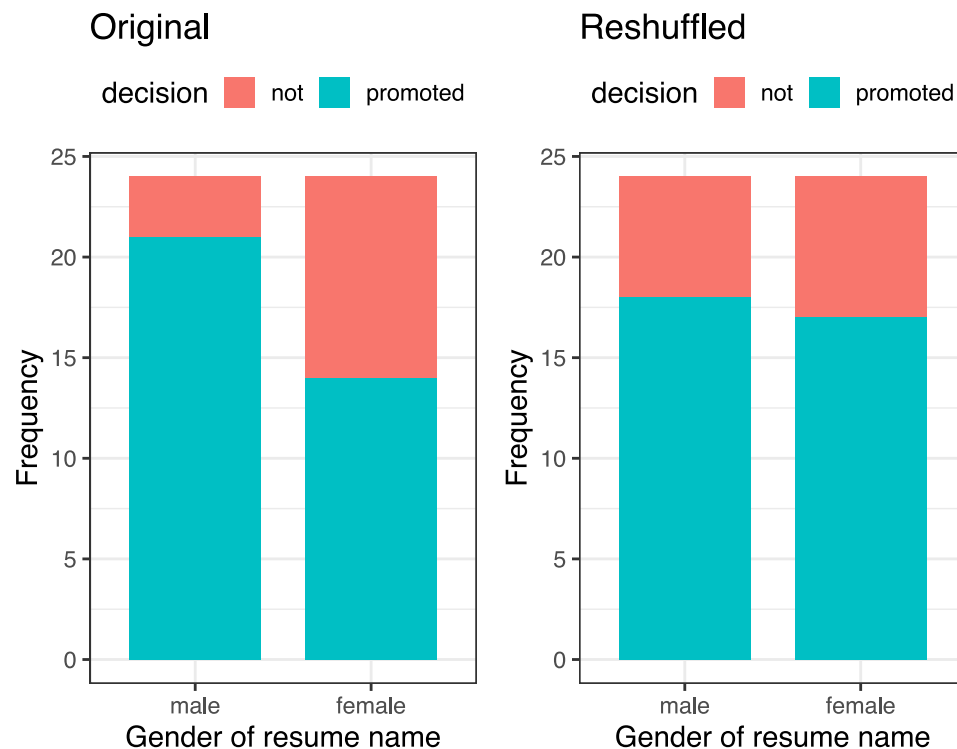 Original
decision not promoted
25
20
15
10
5
0
Frequency
male female
Gender of resume name
Reshuffled
decision not promoted
25
20
15
10
5
0
Frequency
male female
Gender of resume name